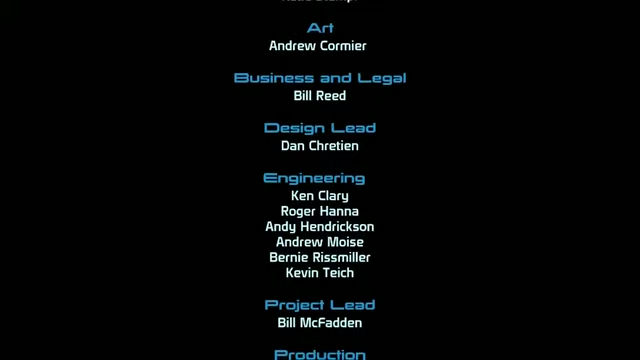 Art
Andrew Cormier
Business and Legal
Bill Reed
Design Lead
Dan Chretien
Engineering
Ken Clary
Roger Hanna
Andy Hendrickson
Andrew Moise
Bernie Rissmiller
Kevin Teich
Project Lead
Bill McFadden
Production